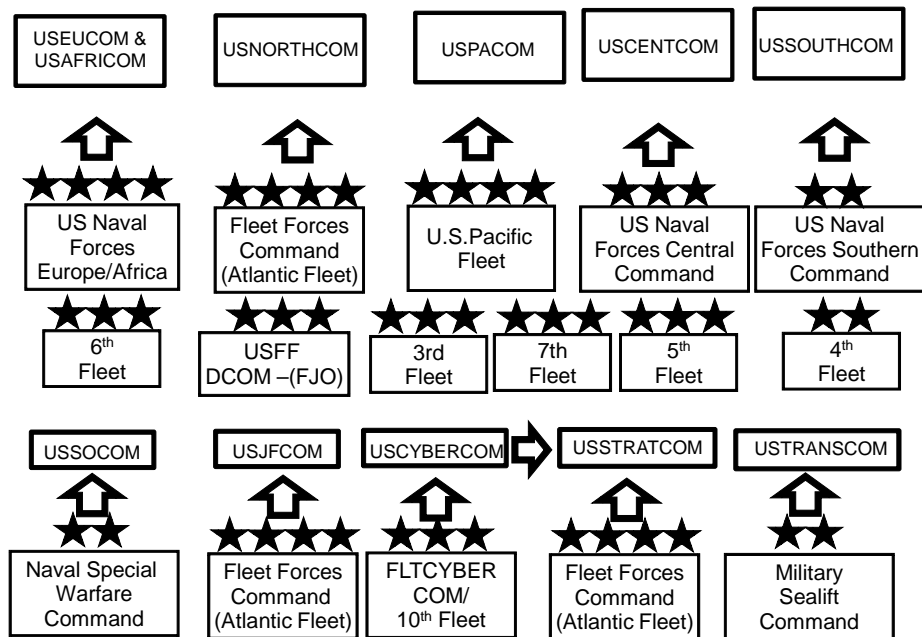 USEUCOM &
USAFRICOM
USNORTHCOM
USPACOM
USCENTCOM
USSOUTHCOM
US Naval
Forces
Europe/Africa
Fleet Forces
Command
(Atlantic Fleet)
U.S.Pacific
Fleet
US Naval
Forces Central
Command
US Naval
Forces Southern
Command
6th
Fleet
USFF
DCOM –(FJO)
3rd
Fleet
7th
Fleet
5th
Fleet
4th
Fleet
USSOCOM
USJFCOM
USCYBERCOM
USSTRATCOM
USTRANSCOM
Naval Special
Warfare
Command
Fleet Forces
Command
(Atlantic Fleet)
FLTCYBER
COM/
10th Fleet
Fleet Forces
Command
(Atlantic Fleet)
Military
Sealift
Command